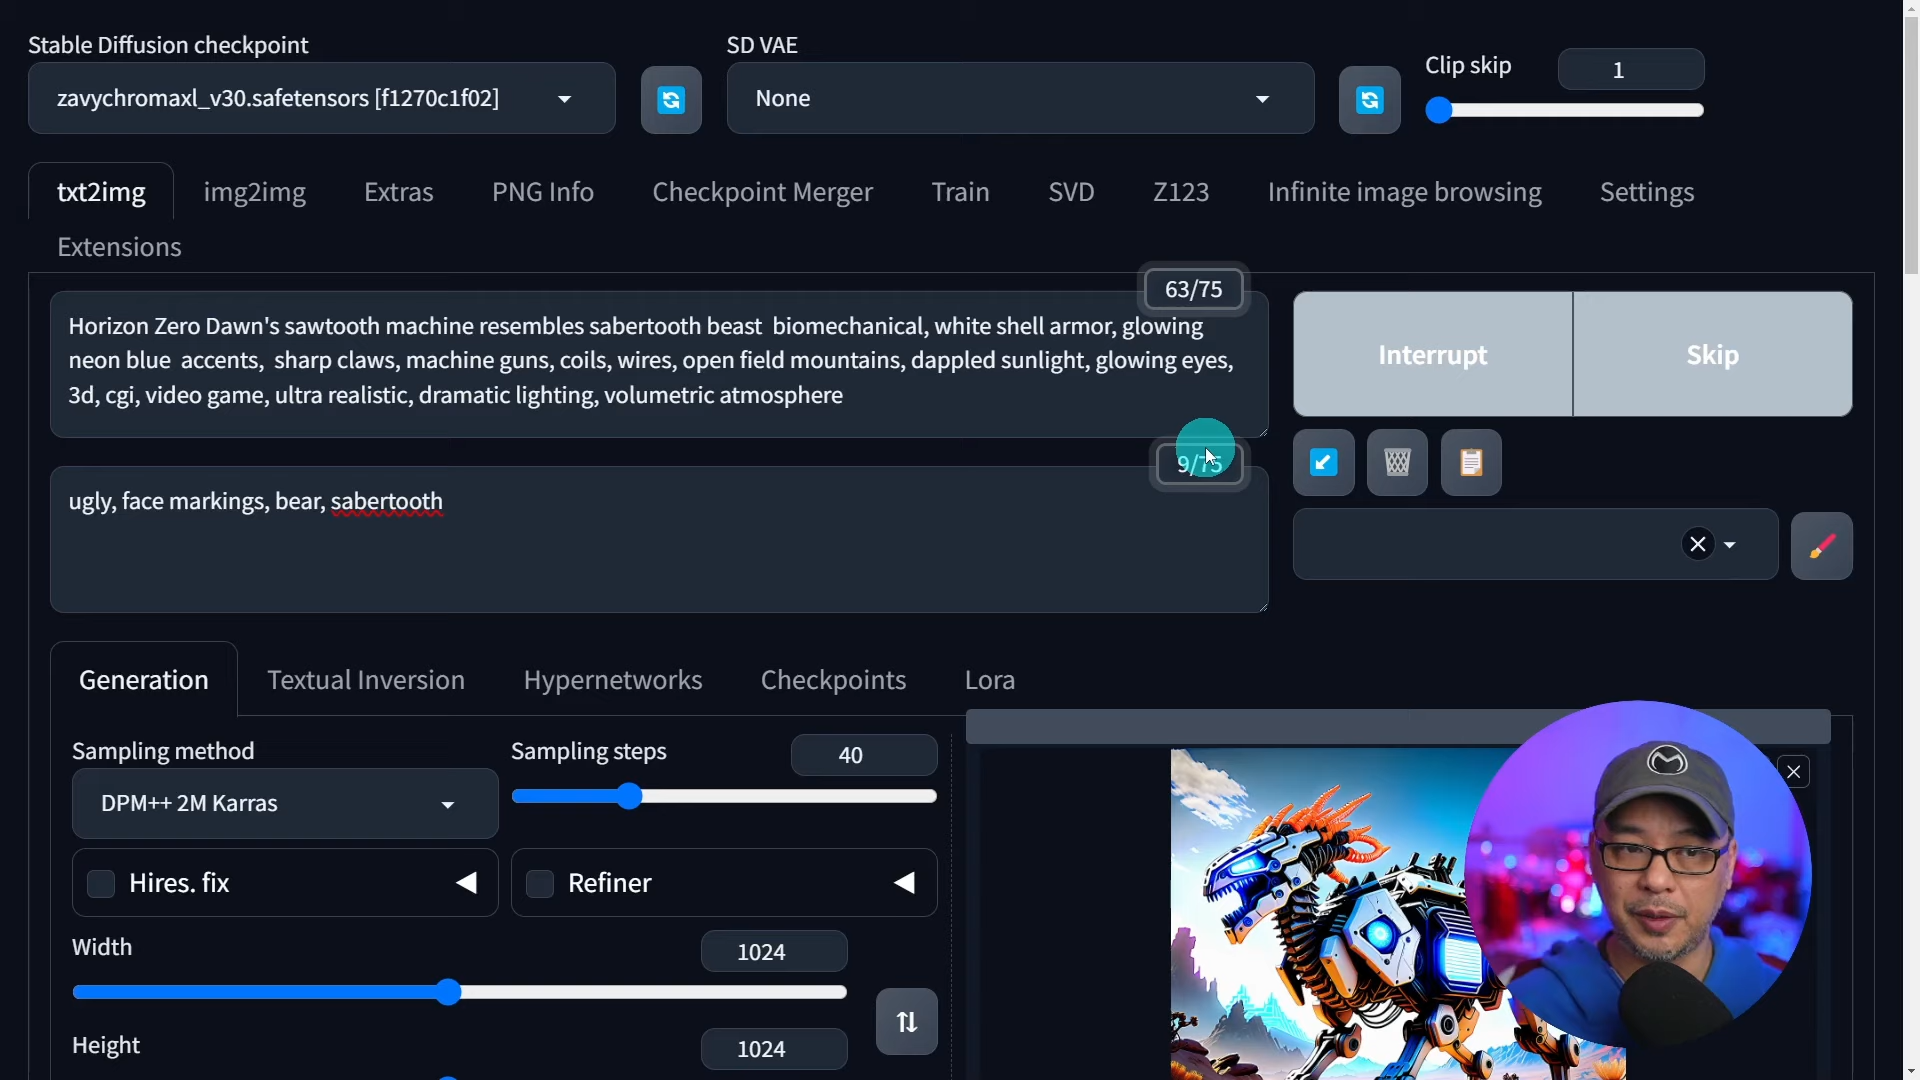 Stable Diffusion checkpoint
SD VAE
Clip skip
1
zavychromaxl_v30.safetensors [f1270c1f02]
None
txt2img
img2img
Extras
PNG Info
Checkpoint Merger
Train
SVD
Z123
Infinite image browsing
Settings
Extensions
63/75
Horizon Zero Dawn's sawtooth machine resembles sabertooth beast  biomechanical, white shell armor, glowing
neon blue  accents,  sharp claws, machine guns, coils, wires, open field mountains, dappled sunlight, glowing eyes,
3d, cgi, video game, ultra realistic, dramatic lighting, volumetric atmosphere
Interrupt
Skip
9/75
ugly, face markings, bear, sabertooth
Generation
Textual Inversion
Hypernetworks
Checkpoints
Lora
Sampling method
Sampling steps
40
DPM++ 2M Karras
Hires. fix
Refiner
Width
1024
Height
1024